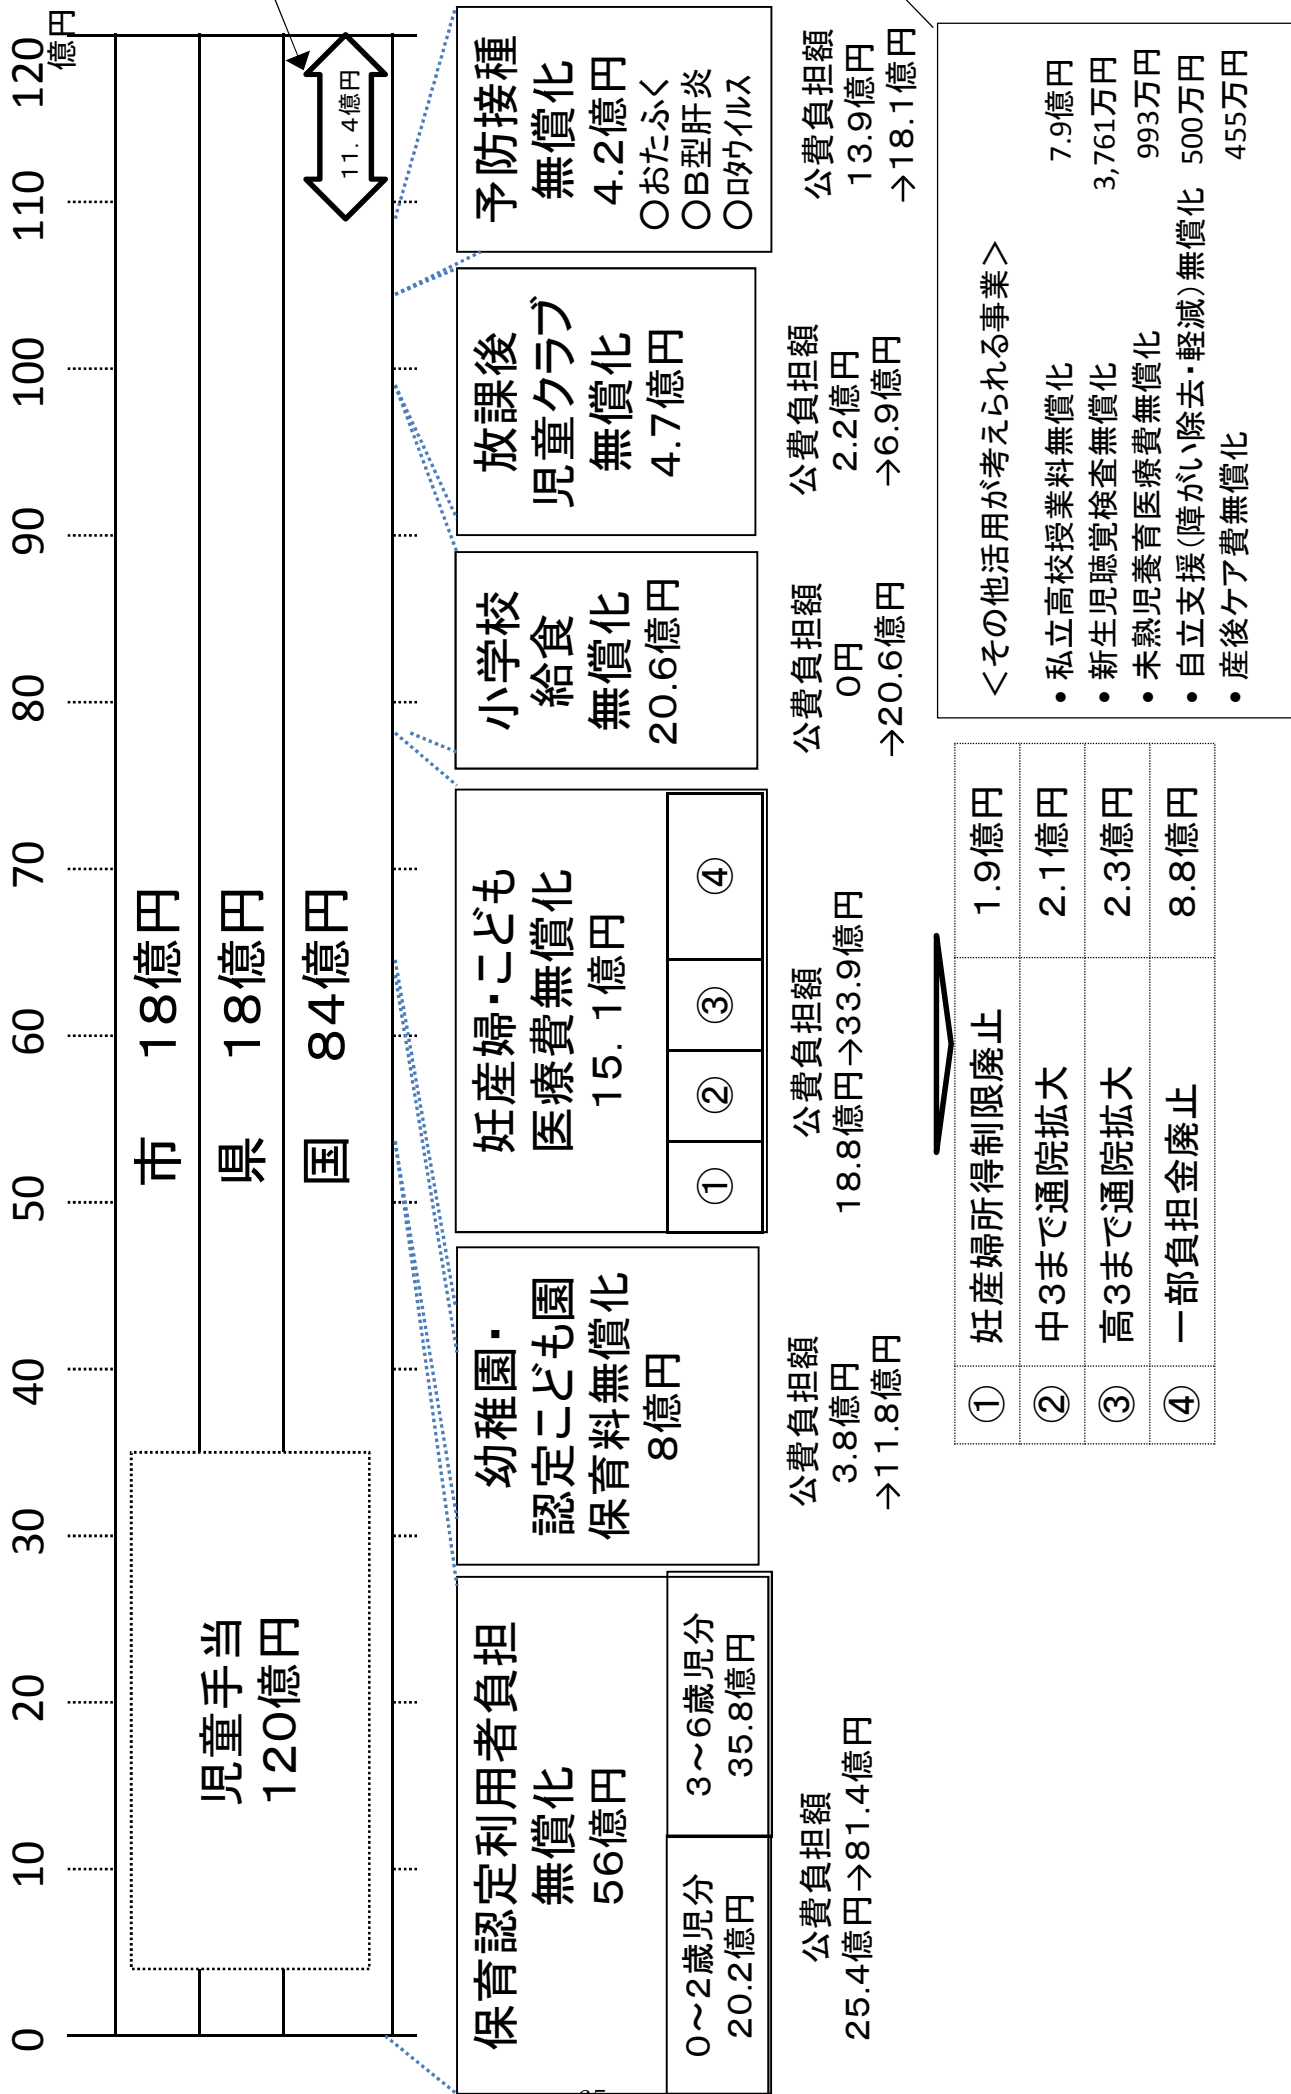 0 10 20 30 40 50 60 70 80 90 100 110 120
億円
児童手当
120億円
市 18億円
県 18億円
国 84億円
11.4億円
保育認定利用者負担
無償化
56億円
0～2歳児分
20.2億円
3～6歳児分
35.8億円
公費負担額
25.4億円→81.4億円
幼稚園・
認定こども園
保育料無償化
8億円
公費負担額
3.8億円
→11.8億円
妊産婦・こども
医療費無償化
15.1億円
① ② ③ ④
公費負担額
18.8億円→33.9億円
小学校
給食
無償化
20.6億円
公費負担額
0円
→20.6億円
放課後
児童クラブ
無償化
4.7億円
公費負担額
2.2億円
→6.9億円
予防接種
無償化
4.2億円
○おたふく
○B型肝炎
○ロタウイルス
公費負担額
13.9億円
→18.1億円
① 妊産婦所得制限廃止 1.9億円
② 中3まで通院拡大 2.1億円
③ 高3まで通院拡大 2.3億円
④ 一部負担金廃止 8.8億円
＜その他活用が考えられる事業＞
• 私立高校授業料無償化 7.9億円
• 新生児聴覚検査無償化 3,761万円
• 未熟児養育医療費無償化 993万円
• 自立支援（障がい除去・軽減）無償化 500万円
• 産後ケア費無償化 455万円